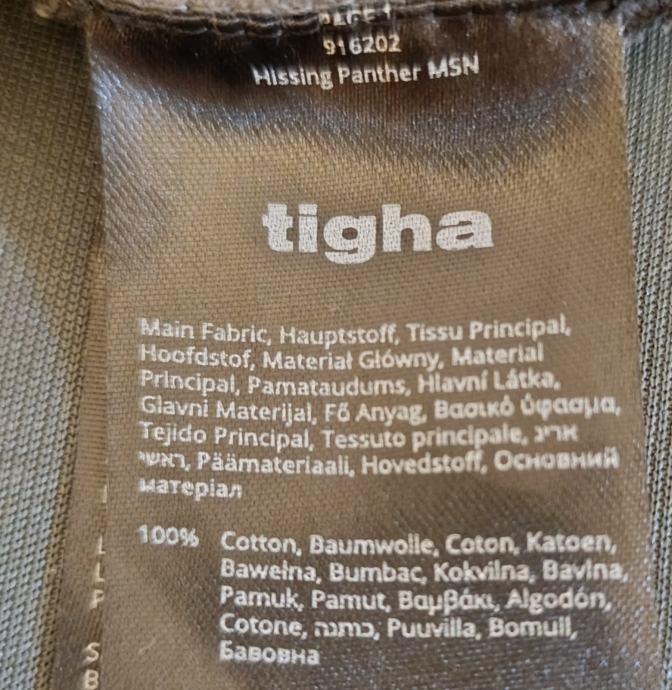 916202
Hissing Panther MSN
tigha
Main Fabric, Hauptstoff, Tissu Principal,
Hoofdstof, Materiał Główny, Material
Principal, Pamataudums, Hlavní Látka,
Glavni Materijal, Fő Anyag, Βασικό ύφασμα,
Tejido Principal, Tessuto principale, אריג
ראשי, Päämateriaali, Hovedstoff, Основний
матеріал
100% Cotton, Baumwolle, Coton, Katoen,
Bawełna, Bumbac, Kokvilna, Bavlna,
Pamuk, Pamut, Βαμβάκι, Algodón,
Cotone, כותנה, Puuvilla, Bomull,
Бавовна